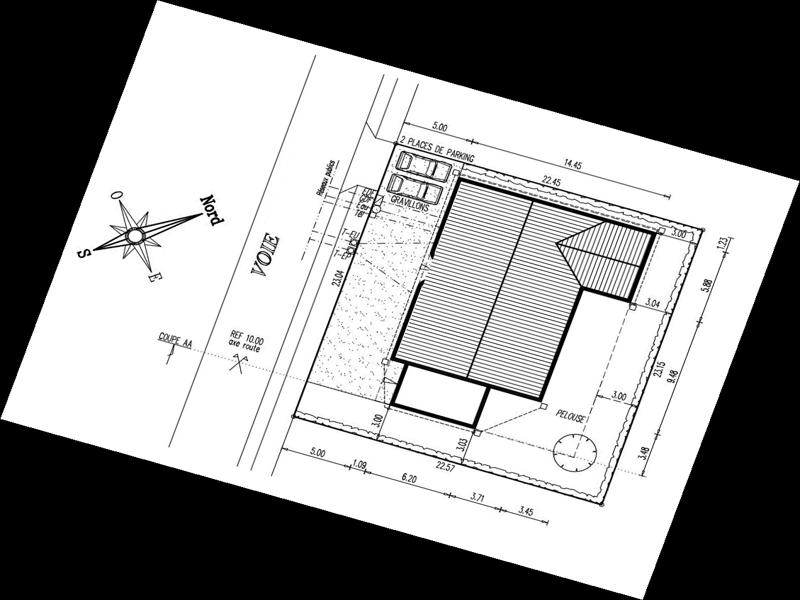 5.00
14.45
2 PLACES DE PARKING
22.45
GRAVILLONS
Réseaux publics
O
Nord
S
E
VOIE
3.00
1.23
5.88
23.04
3.04
COUPE AA
REF 10.00
axe route
23.15
9.48
3.00
PELOUSE
3.00
3.03
3.48
5.00
1.09
6.20
22.57
3.71
3.45